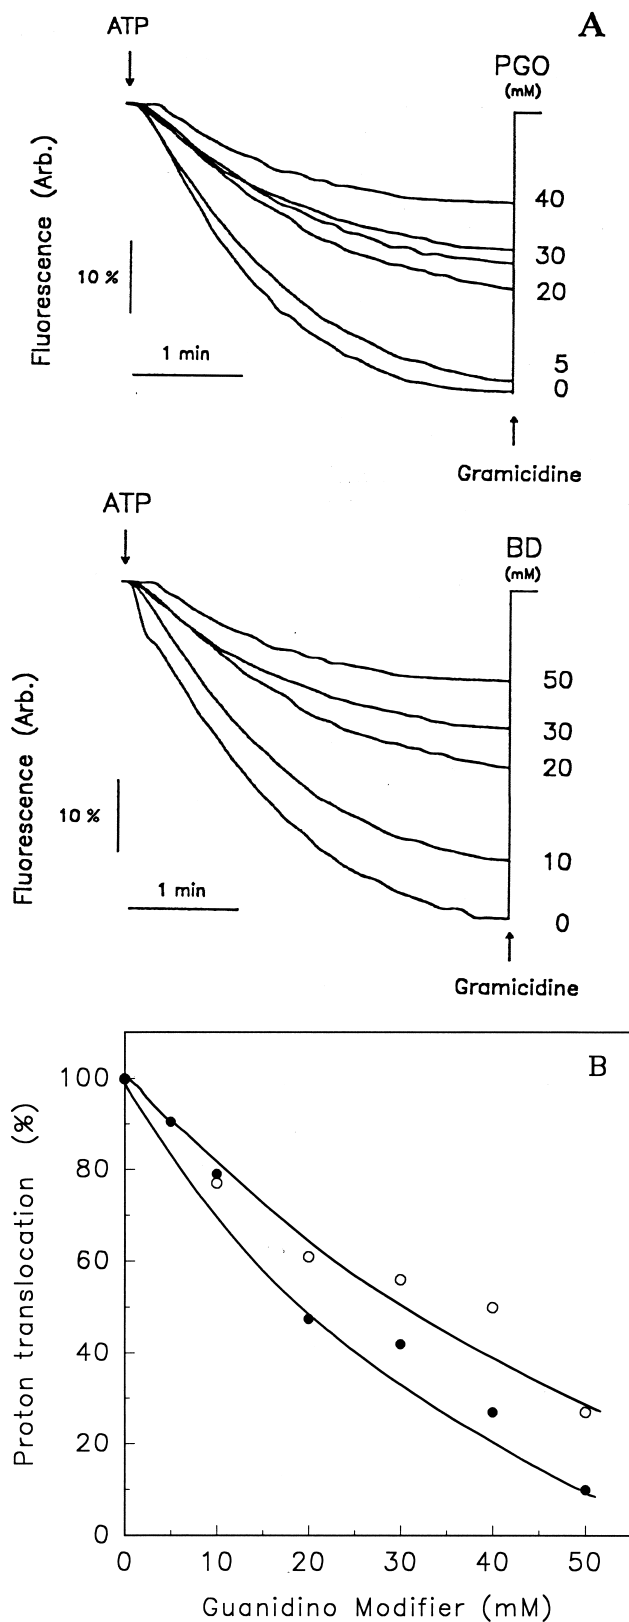 A
ATP
PGO
(mM)
Fluorescence (Arb.)
10 %
1 min
40
30
20
5
0
Gramicidine
ATP
BD
(mM)
Fluorescence (Arb.)
10 %
1 min
50
30
20
10
0
Gramicidine
B
Proton translocation (%)
100
80
60
40
20
0
0 10 20 30 40 50
Guanidino Modifier (mM)